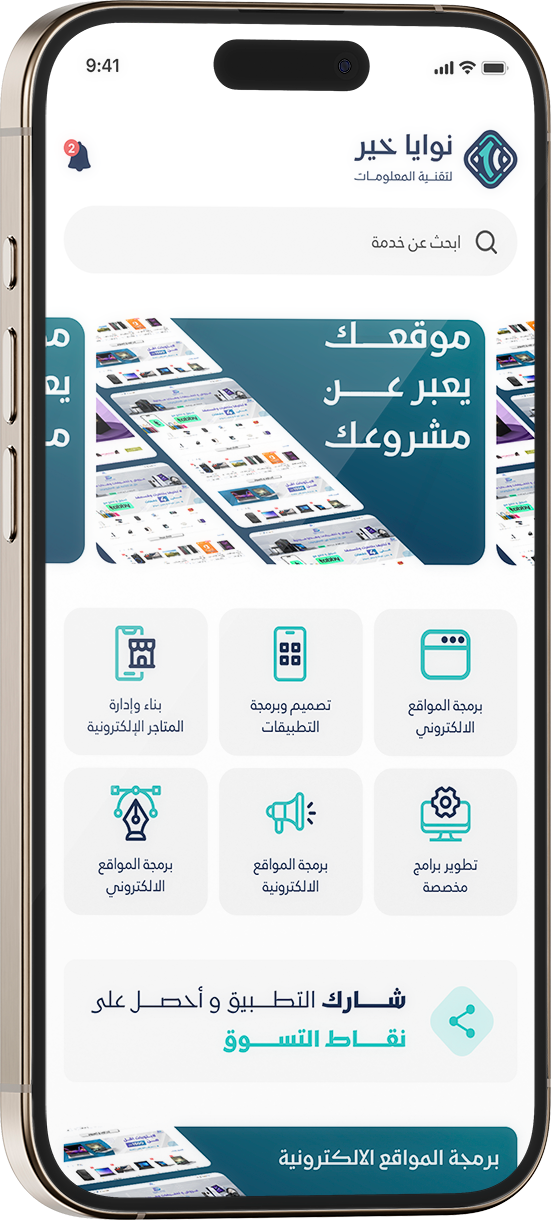 9:41
2
نوايا خير
لتقنية المعلومات
ابحث عن خدمة
موقعك
يعبر عن
مشروعك
برمجة المواقع
الالكتروني
تصميم وبرمجة
التطبيقات
بناء وإدارة
المتاجر الإلكترونية
تطوير برامج
مخصصة
برمجة المواقع
الالكترونية
برمجة المواقع
الالكتروني
شارك التطبيق و أحصل على
نقاط التسوق
برمجة المواقع الالكترونية